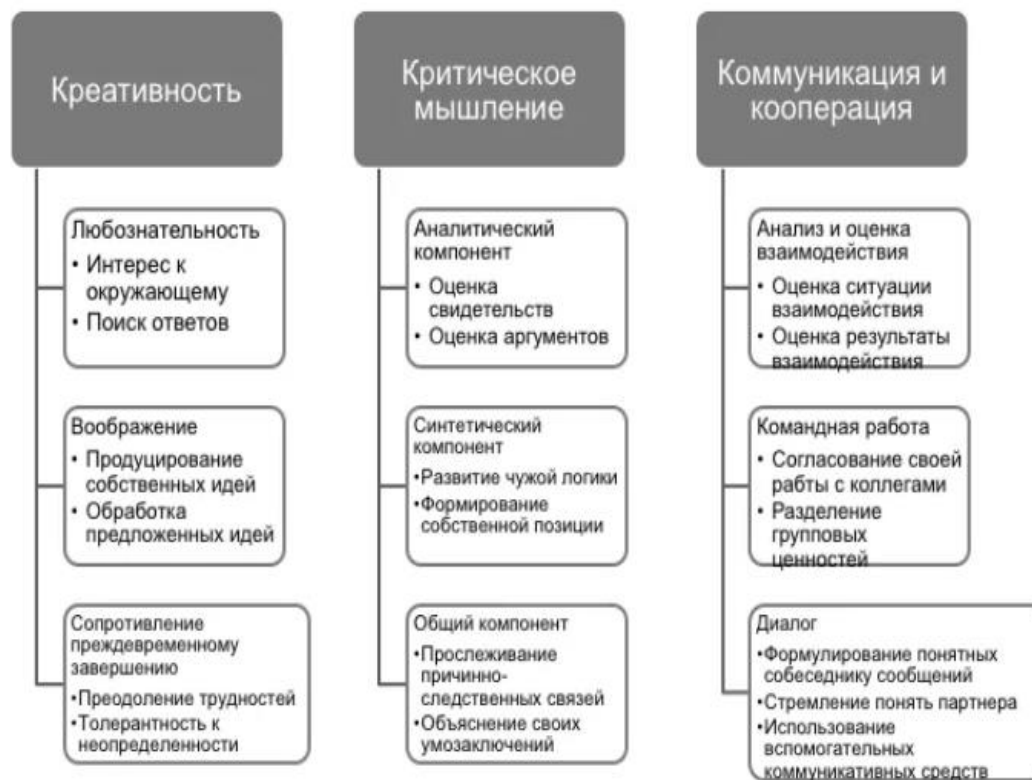 Креативность
Любознательность
• Интерес к
окружающему
• Поиск ответов
Воображение
• Продуцирование
собственных идей
• Обработка
предложенных идей
Сопротивление
преждевременному
завершению
•Преодоление трудностей
•Толерантность к
неопределенности
Критическое
мышление
Аналитический
компонент
• Оценка
свидетельств
• Оценка аргументов
Синтетический
компонент
•Развитие чужой логики
•Формирование
собственной позиции
Общий компонент
•Прослеживание
причинно-
следственных связей
•Объяснение своих
умозаключений
Коммуникация и
кооперация
Анализ и оценка
взаимодействия
• Оценка ситуации
взаимодействия
• Оценка результаты
взаимодействия
Командная работа
• Согласование своей
рабты с коллегами
• Разделение
групповых
ценностей
Диалог
•Формулирование понятных
собеседнику сообщений
•Стремление понять партнера
•Использование
вспомогательных
коммуникативных средств